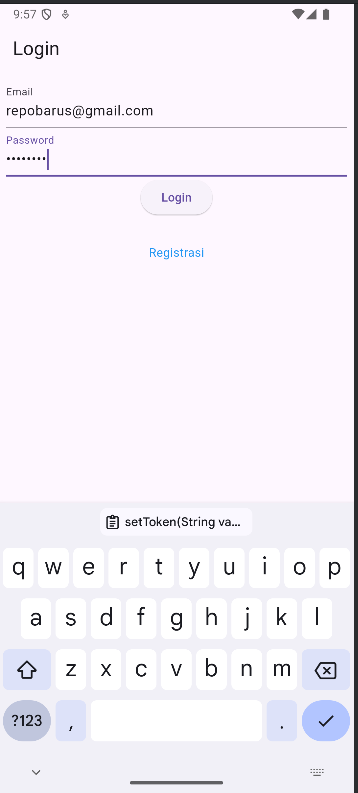 9:57
Login
Email
repobarus@gmail.com
Password
••••••••
Login
Registrasi
setToken(String va...
q w e r t y u i o p
a s d f g h j k l
z x c v b n m
?123 , .